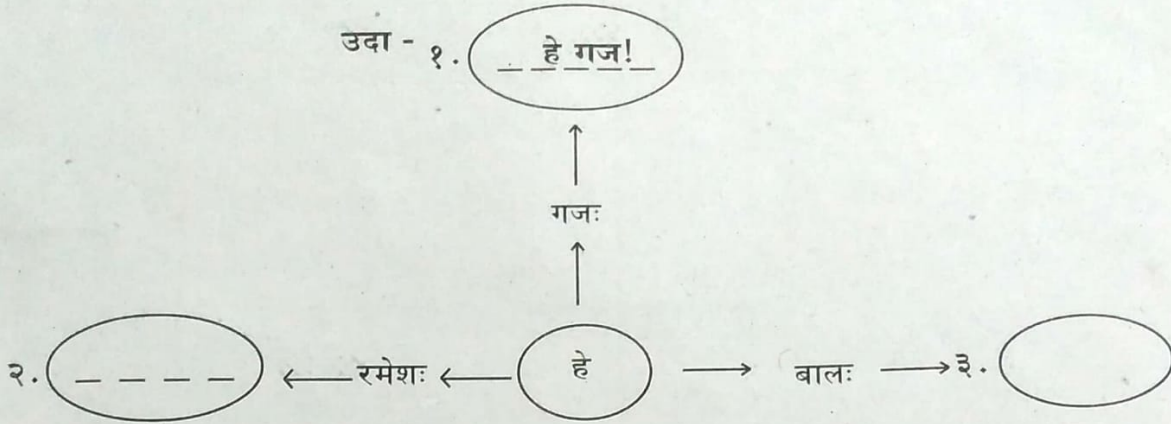 उदा - १. हे गज!
गजः
२. _ _ _ _ रमेशः हे बालः ३.